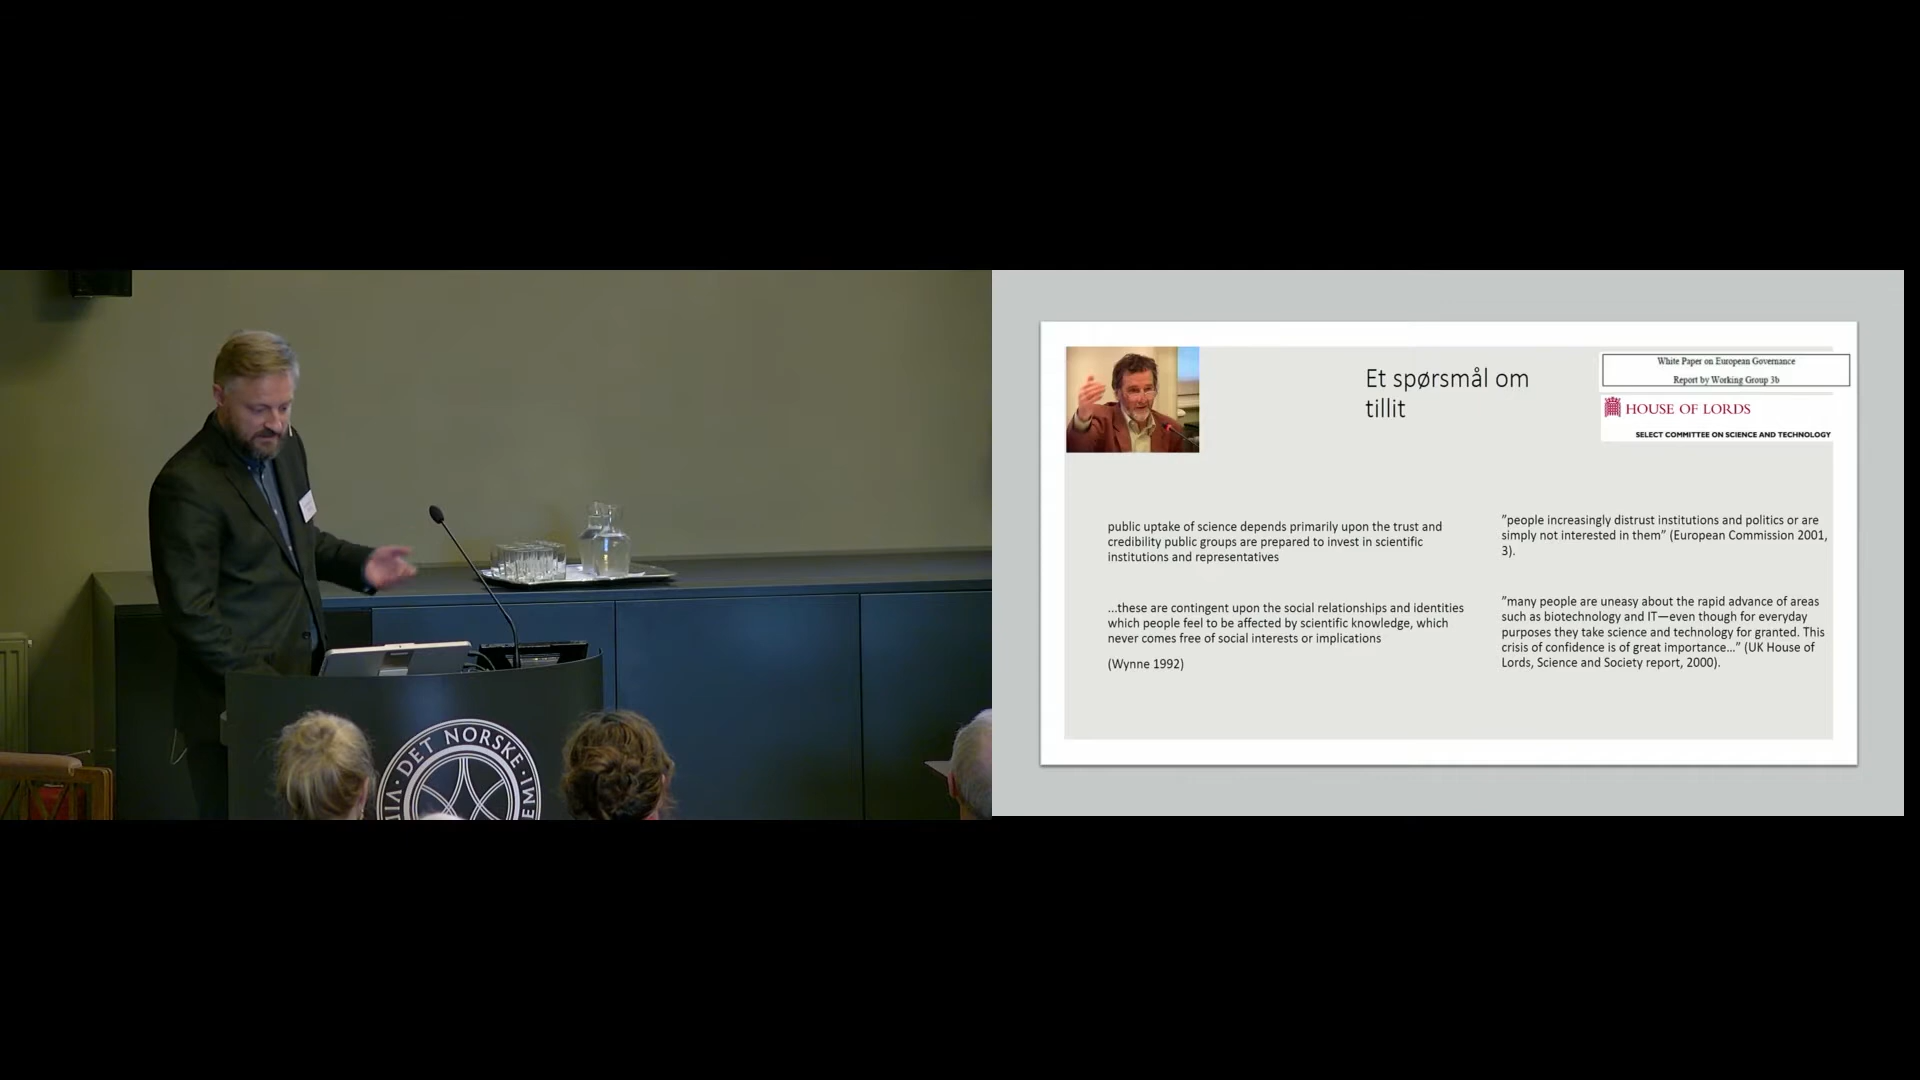 Et spørsmål om
tillit
White Paper on European Governance
Report by Working Group 3b
HOUSE OF LORDS
SELECT COMMITTEE ON SCIENCE AND TECHNOLOGY
public uptake of science depends primarily upon the trust and
credibility public groups are prepared to invest in scientific
institutions and representatives
...these are contingent upon the social relationships and identities
which people feel to be affected by scientific knowledge, which
never comes free of social interests or implications
(Wynne 1992)
”people increasingly distrust institutions and politics or are
simply not interested in them” (European Commission 2001,
3).
”many people are uneasy about the rapid advance of areas
such as biotechnology and IT—even though for everyday
purposes they take science and technology for granted. This
crisis of confidence is of great importance…” (UK House of
Lords, Science and Society report, 2000).
DET NORSKE